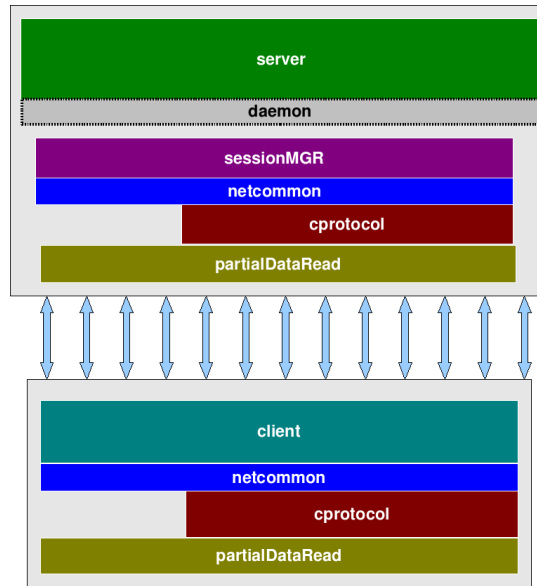 server
daemon
sessionMGR
netcommon
cprotocol
partialDataRead
client
netcommon
cprotocol
partialDataRead